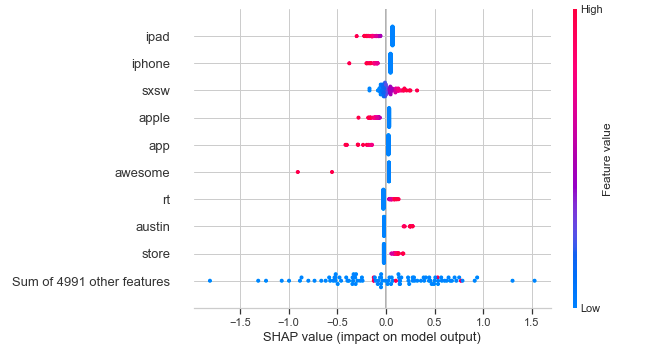 High
ipad
iphone
sxsw
apple
app
awesome
rt
austin
store
Sum of 4991 other features
Feature value
Low
−1.5 −1.0 −0.5 0.0 0.5 1.0 1.5
SHAP value (impact on model output)